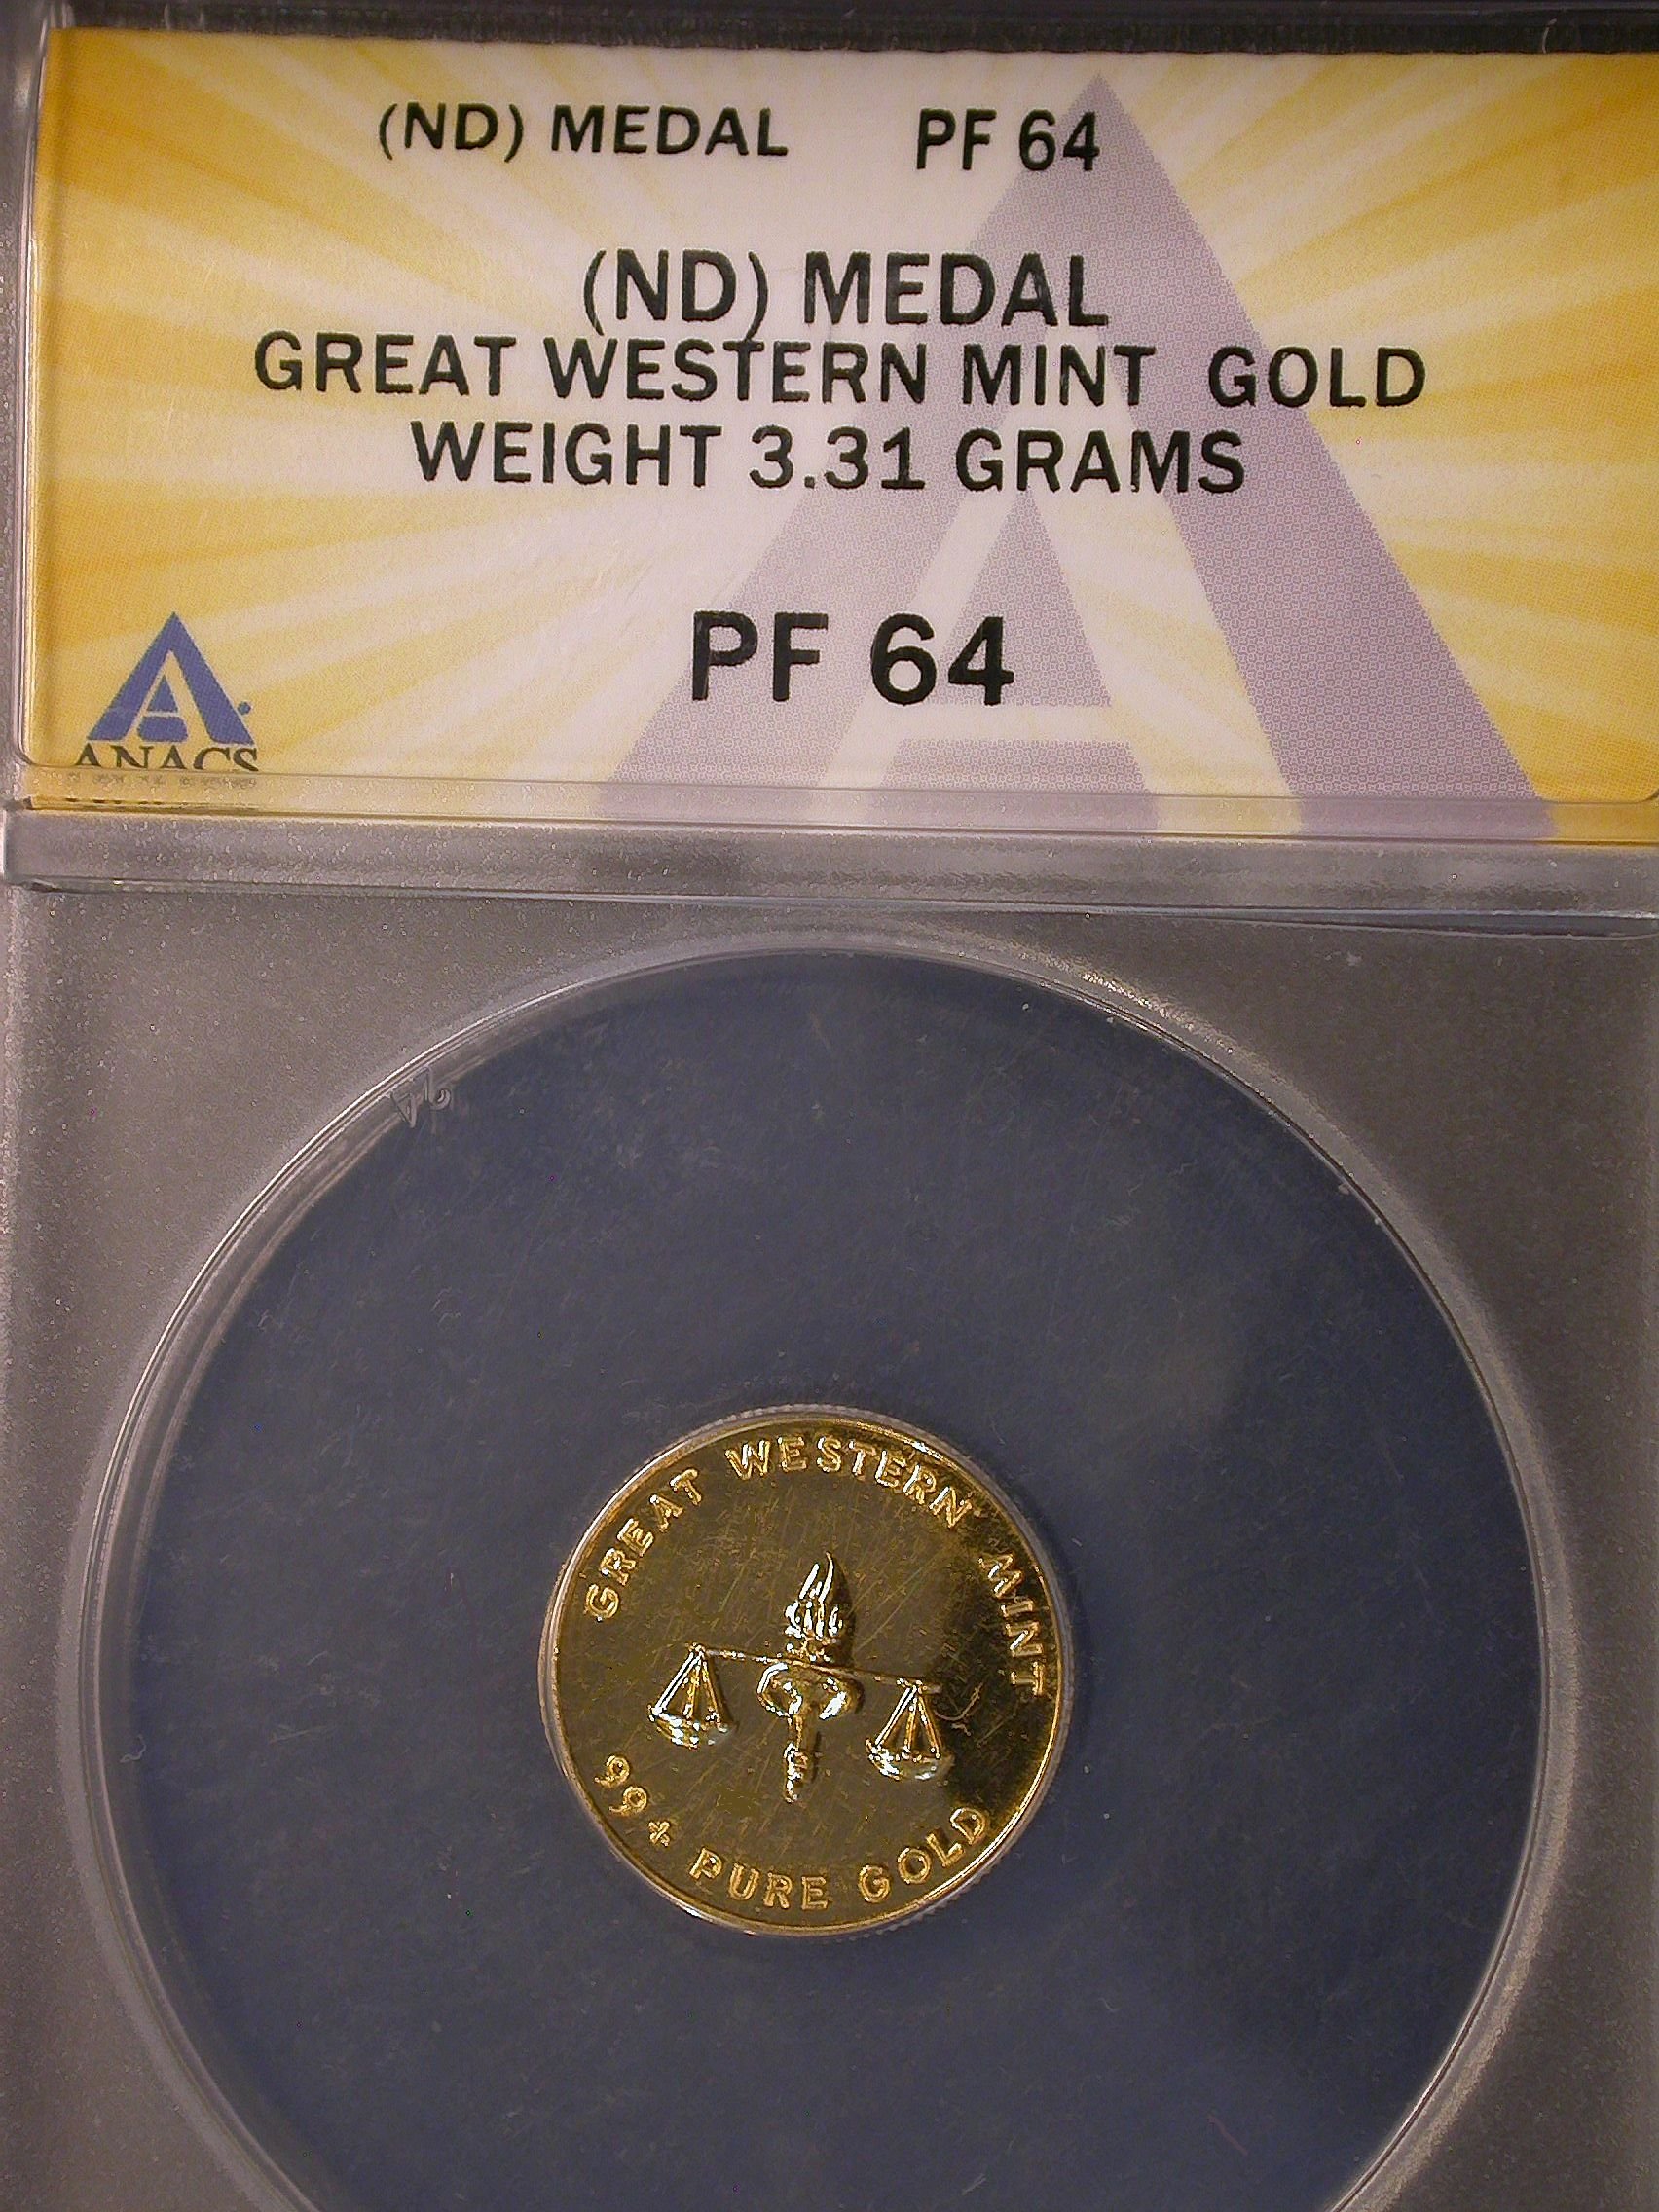 (ND) MEDAL PF 64
(ND) MEDAL
GREAT WESTERN MINT GOLD
WEIGHT 3.31 GRAMS
PF 64
ANACS
GREAT WESTERN MINT
99+ PURE GOLD